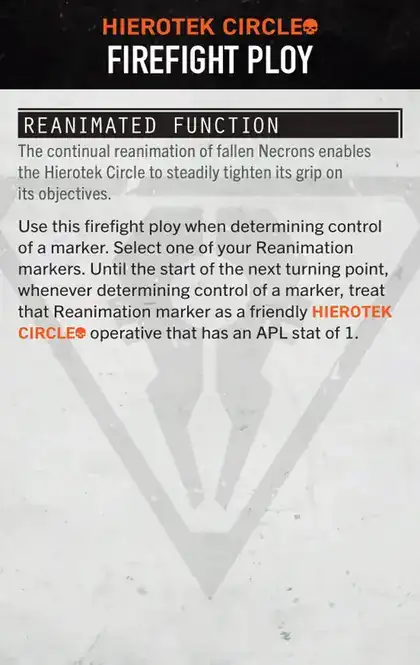 HIEROTEK CIRCLE
FIREFIGHT PLOY
REANIMATED FUNCTION
The continual reanimation of fallen Necrons enables
the Hierotek Circle to steadily tighten its grip on
its objectives.
Use this firefight ploy when determining control
of a marker. Select one of your Reanimation
markers. Until the start of the next turning point,
whenever determining control of a marker, treat
that Reanimation marker as a friendly HIEROTEK
CIRCLE operative that has an APL stat of 1.